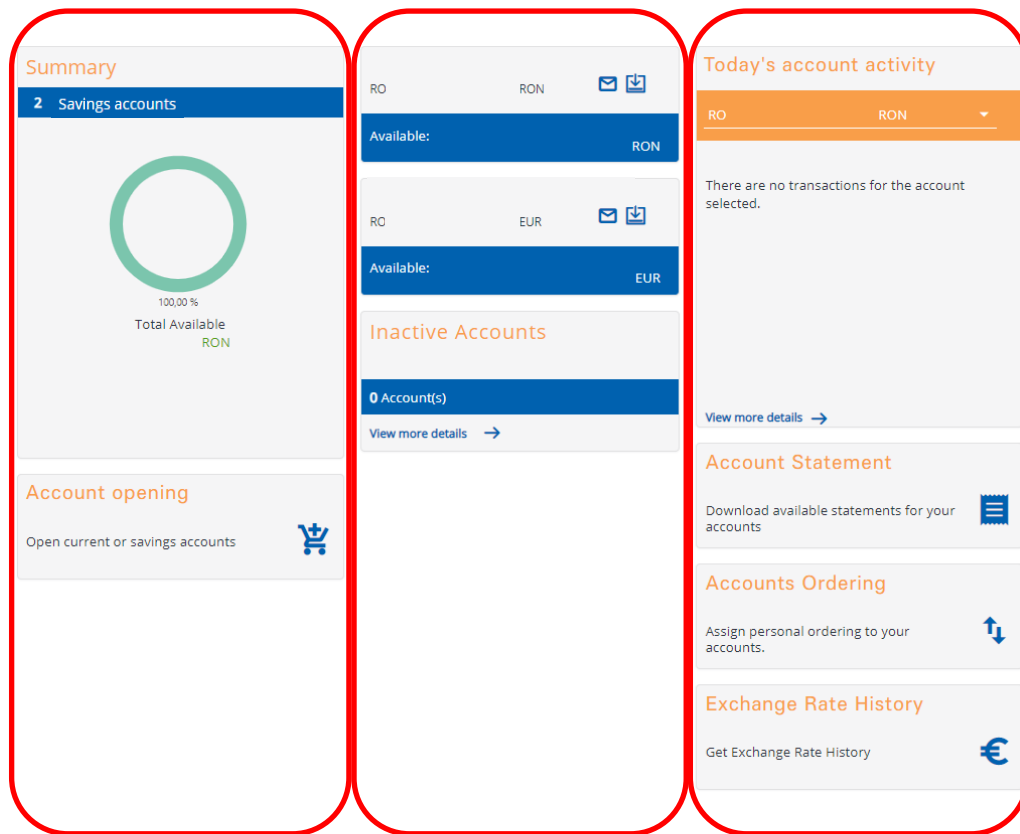 Summary
2 Savings accounts
100,00 %
Total Available
RON
Account opening
Open current or savings accounts
RO RON
Available:
RON
RO EUR
Available:
EUR
Inactive Accounts
0 Account(s)
View more details
Today's account activity
RO RON
There are no transactions for the account
selected.
View more details
Account Statement
Download available statements for your
accounts
Accounts Ordering
Assign personal ordering to your
accounts.
Exchange Rate History
Get Exchange Rate History